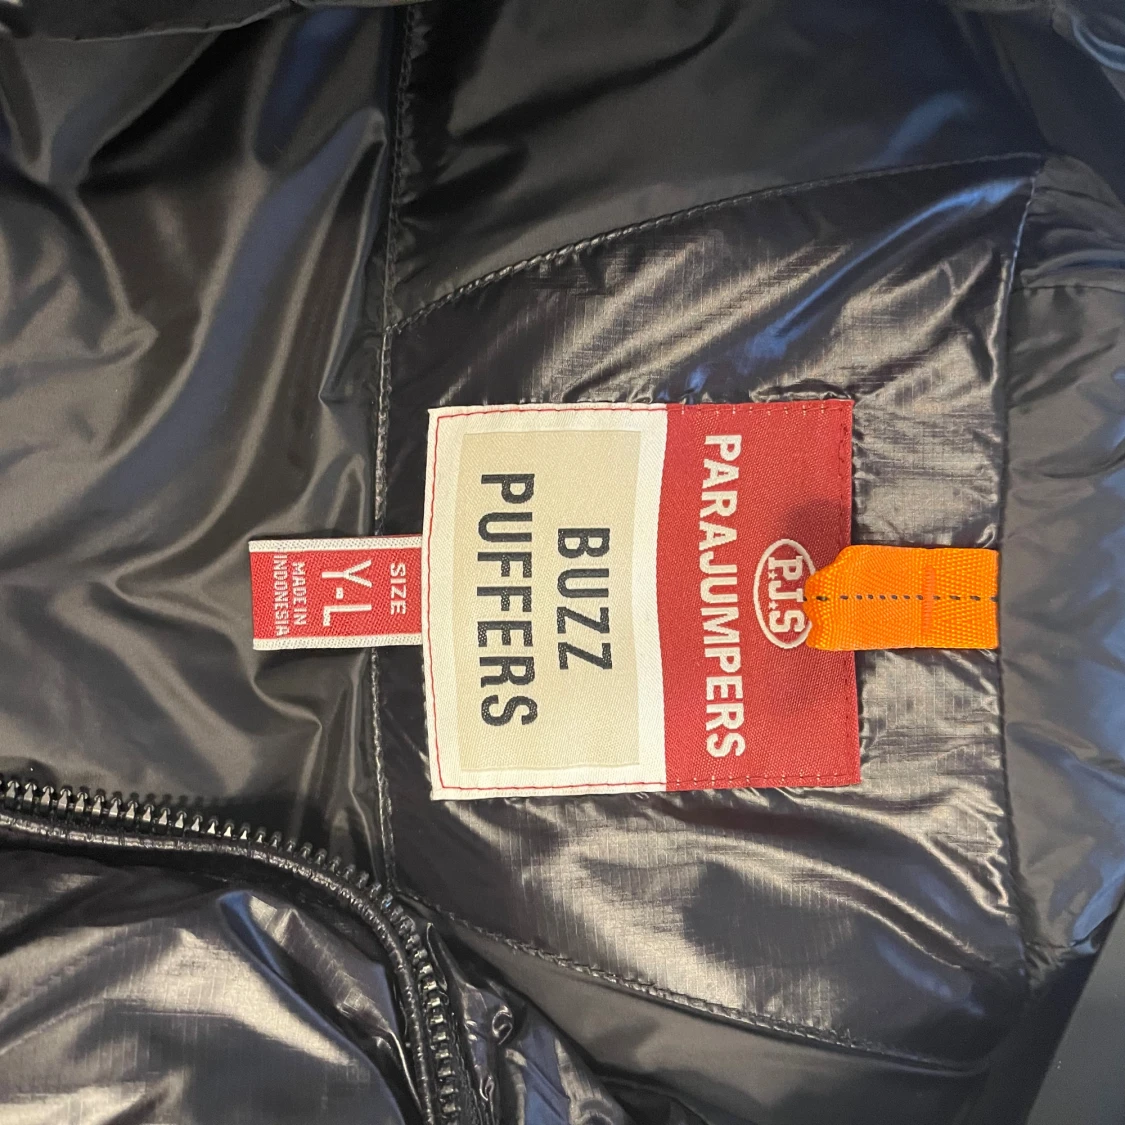 P.J.S
PARAJUMPERS
BUZZ
PUFFERS
SIZE
Y-L
MADE IN
INDONESIA